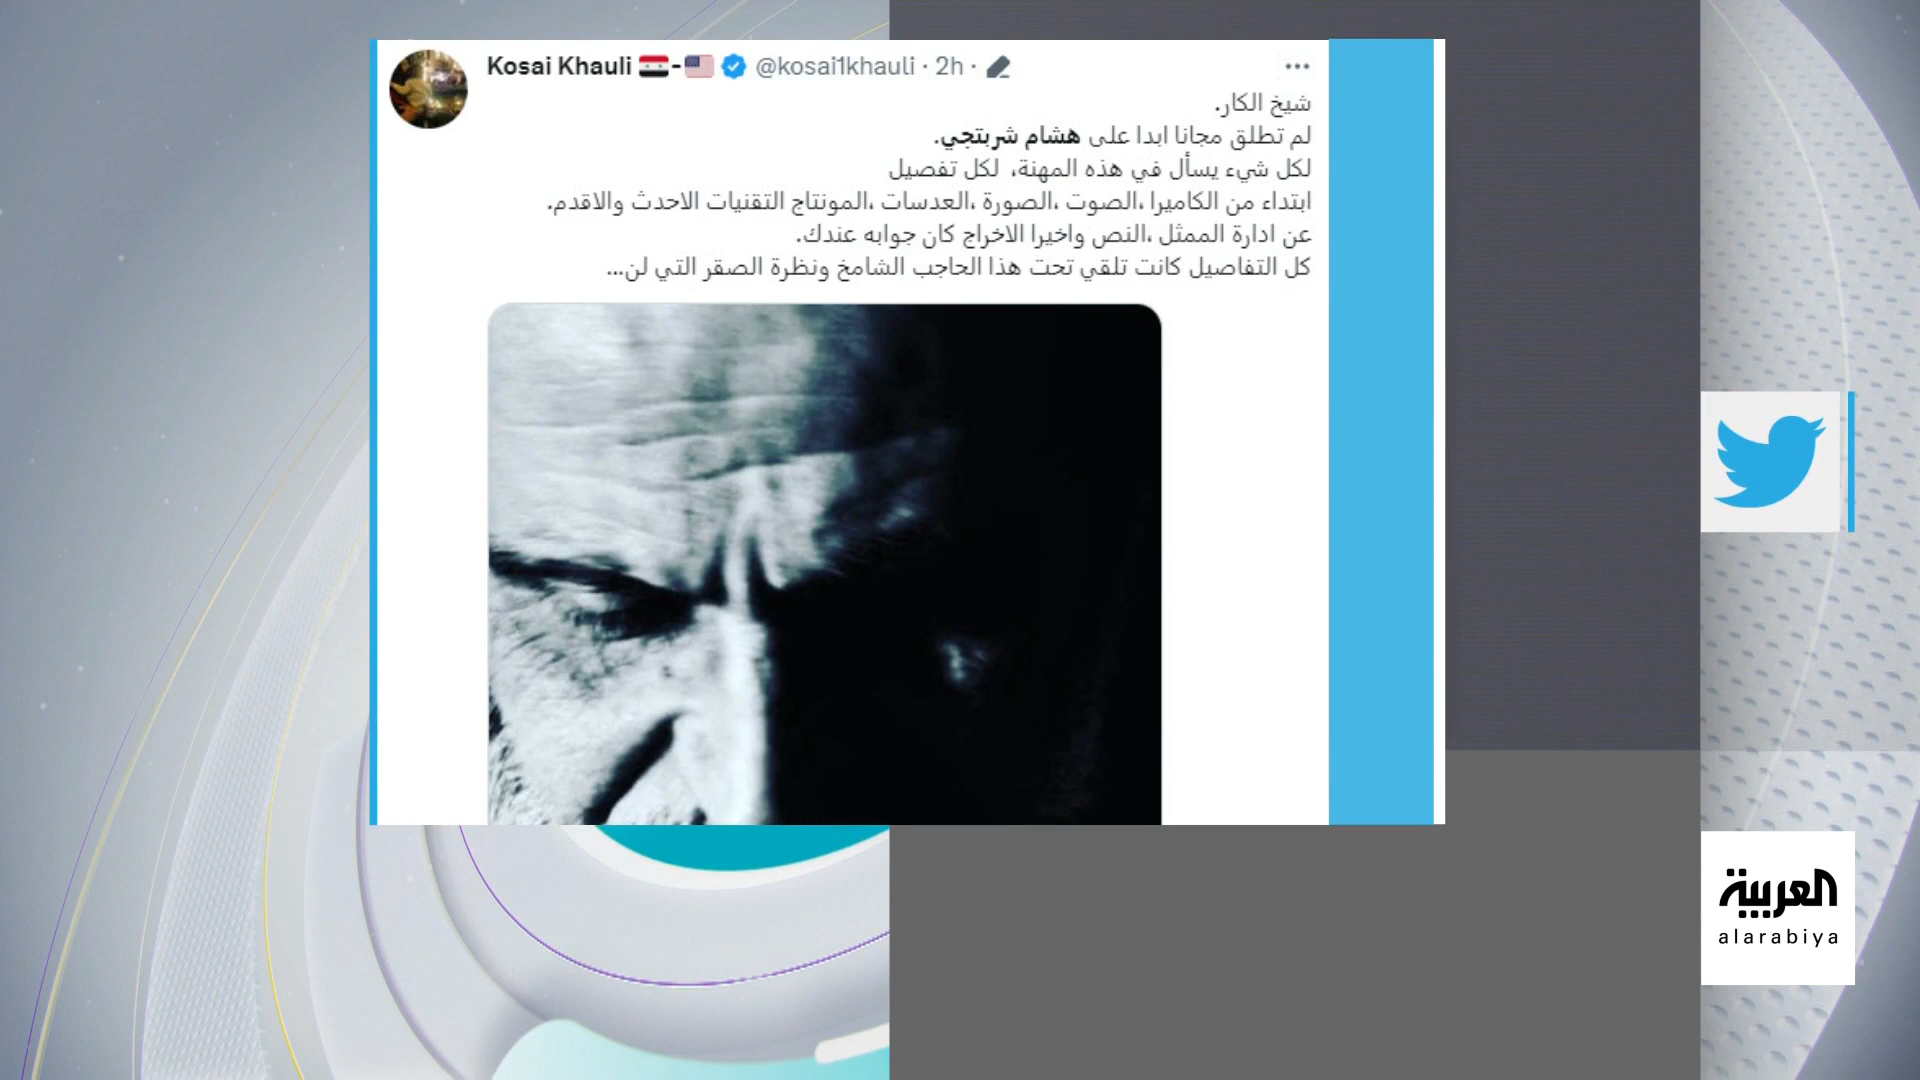 Kosai Khauli 🇸🇾-🇺🇸 @kosai1khauli · 2h ·
شيخ الكار.
لم تطلق مجانا ابدا على هشام شربتجي.
لكل شيء يسأل في هذه المهنة، لكل تفصيل
ابتداء من الكاميرا ،الصوت ،الصورة ،العدسات ،المونتاج التقنيات الاحدث والاقدم.
عن ادارة الممثل ،النص واخيرا الاخراج كان جوابه عندك.
كل التفاصيل كانت تلقي تحت هذا الحاجب الشامخ ونظرة الصقر التي لن...
العربية
alarabiya